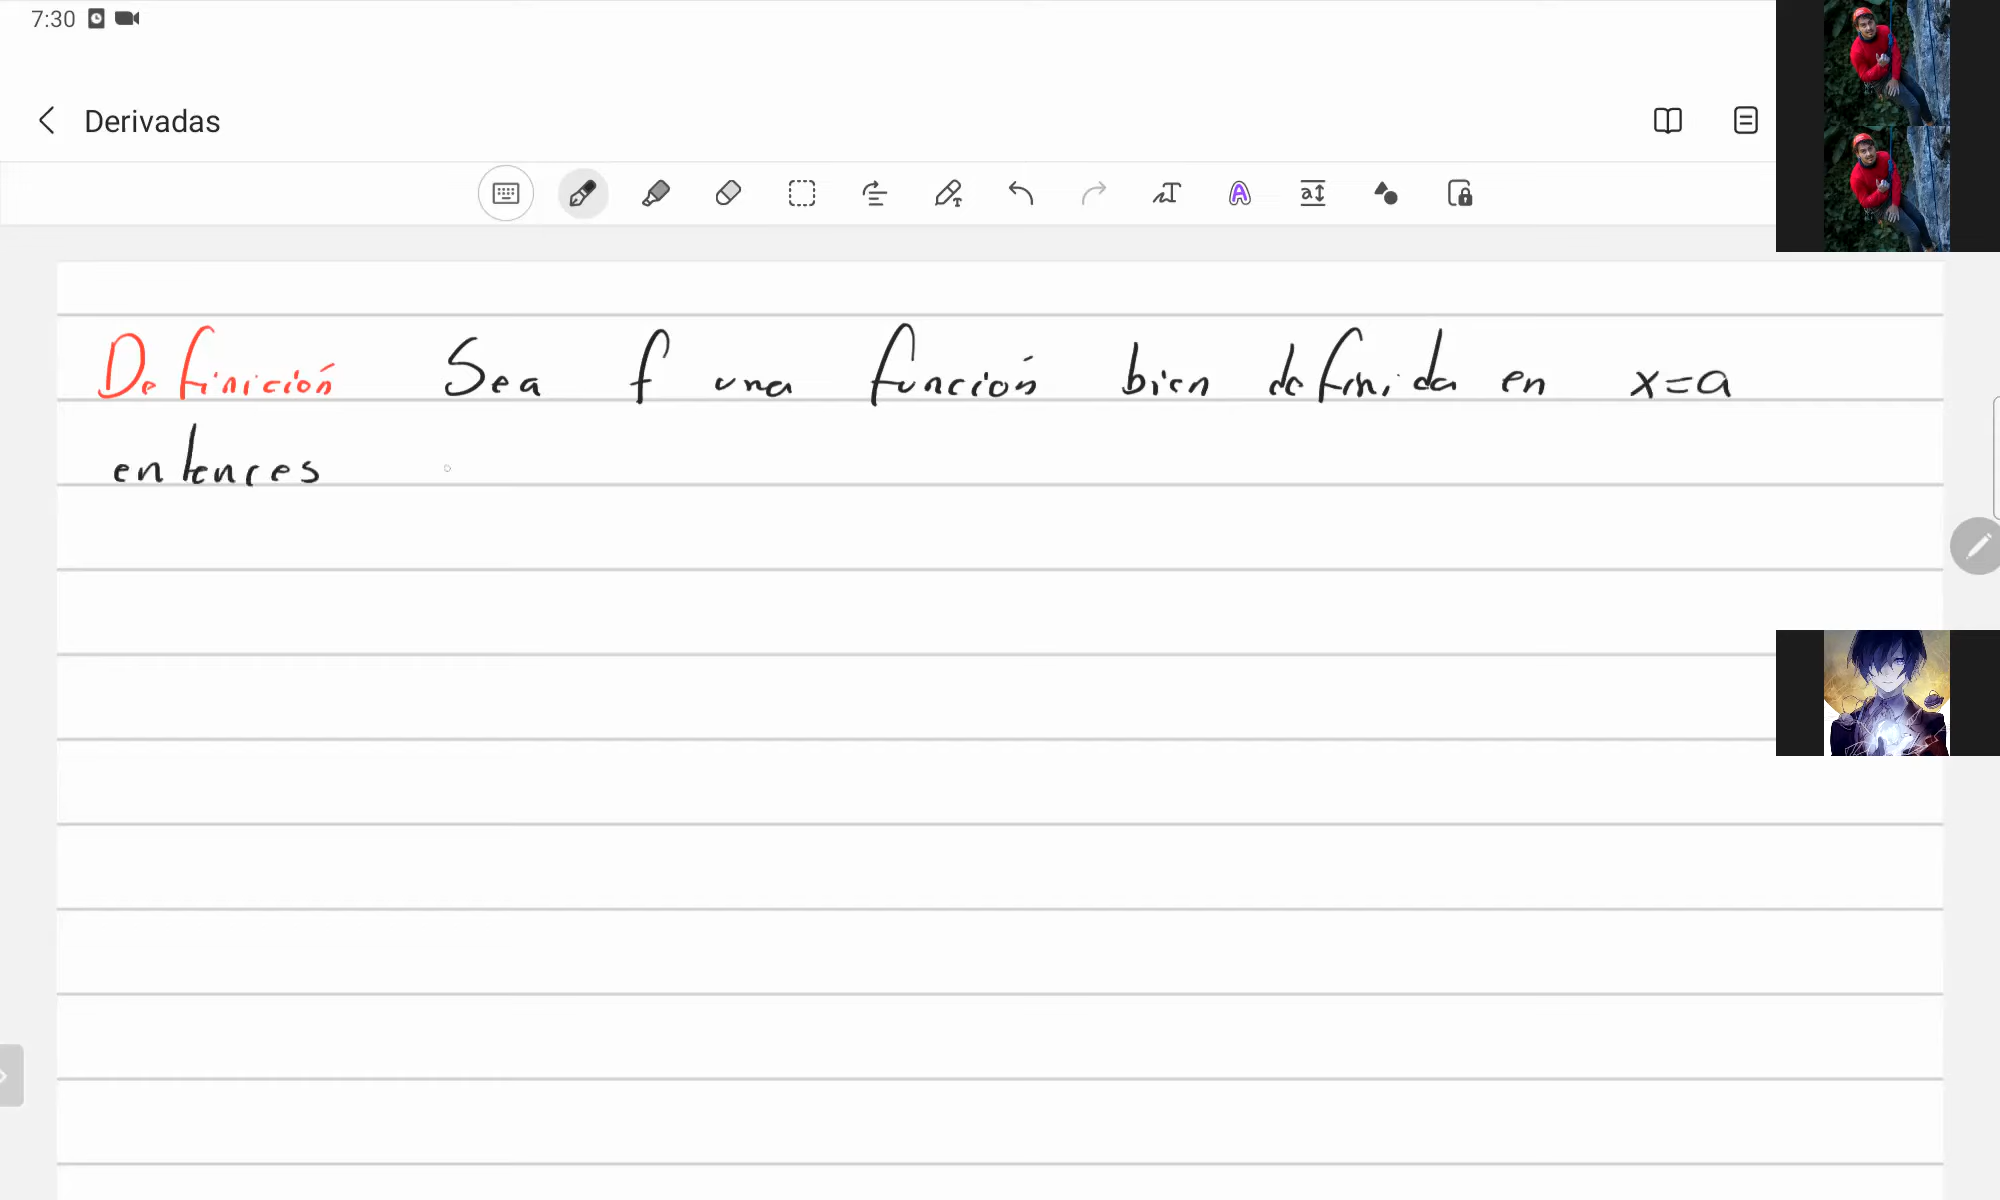 7:30
Derivadas
Definición Sea f una función bien definida en x=a
entonces